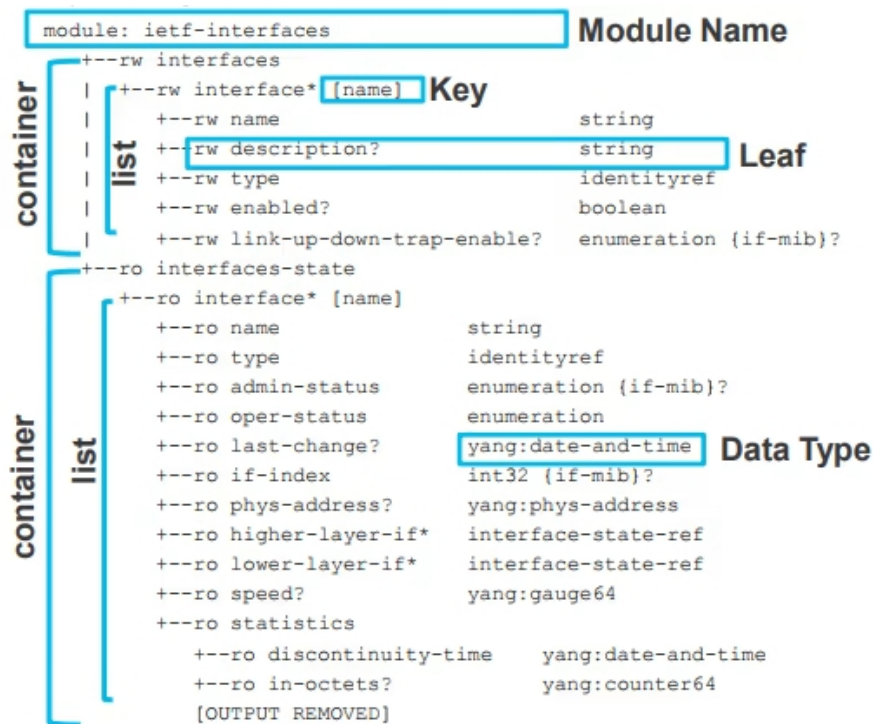 module: ietf-interfaces Module Name
+--rw interfaces
| +--rw interface* [name] Key
| +--rw name string
| +--rw description? string Leaf
| +--rw type identityref
| +--rw enabled? boolean
| +--rw link-up-down-trap-enable? enumeration {if-mib}?
container
list
+--ro interfaces-state
+--ro interface* [name]
+--ro name string
+--ro type identityref
+--ro admin-status enumeration {if-mib}?
+--ro oper-status enumeration
+--ro last-change? yang:date-and-time Data Type
+--ro if-index int32 {if-mib}?
+--ro phys-address? yang:phys-address
+--ro higher-layer-if* interface-state-ref
+--ro lower-layer-if* interface-state-ref
+--ro speed? yang:gauge64
+--ro statistics
+--ro discontinuity-time yang:date-and-time
+--ro in-octets? yang:counter64
[OUTPUT REMOVED]
container
list